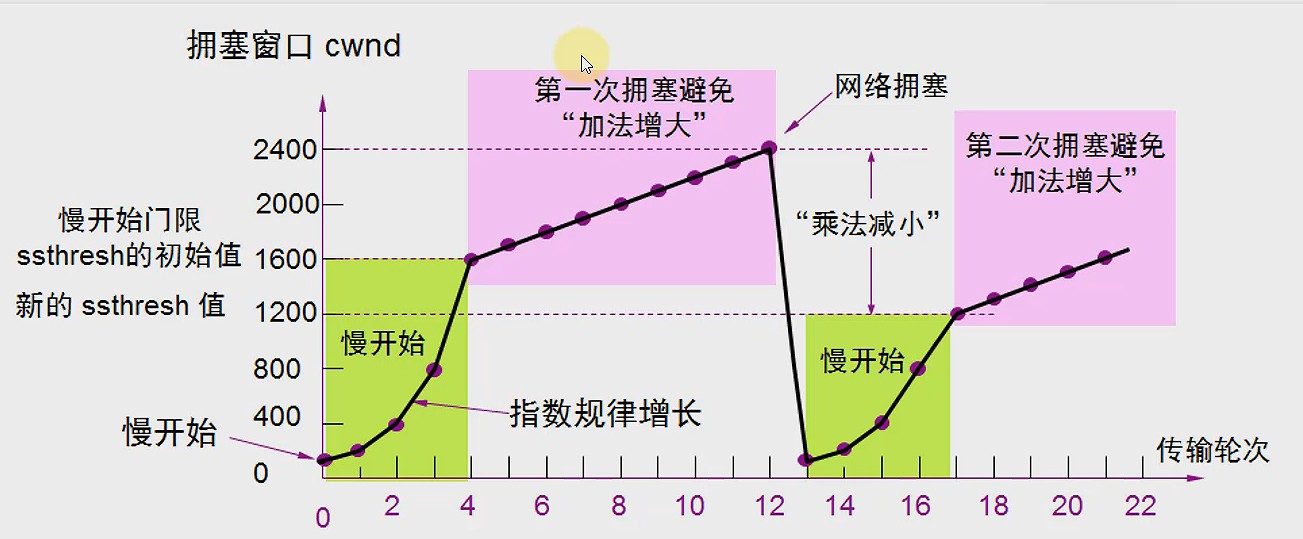 拥塞窗口 cwnd
第一次拥塞避免
“加法增大”
网络拥塞
第二次拥塞避免
“加法增大”
2400
2000
慢开始门限
ssthresh的初始值
1600
新的 ssthresh 值
1200
“乘法减小”
慢开始
慢开始
800
400
指数规律增长
慢开始
0
传输轮次
0
2
4
6
8
10
12
14
16
18
20
22